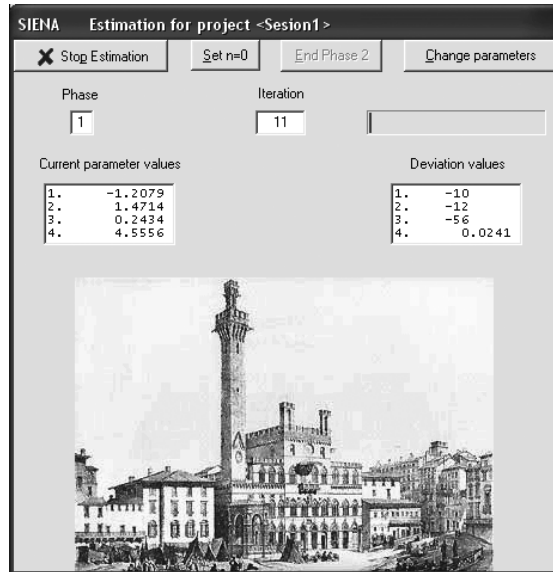 SIENA Estimation for project <Sesion1>
Stop Estimation Set n=0 End Phase 2 Change parameters
Phase Iteration
1 11
Current parameter values Deviation values
1. -1.2079 1. -10
2. 1.4714 2. -12
3. 0.2434 3. -56
4. 4.5556 4. 0.0241